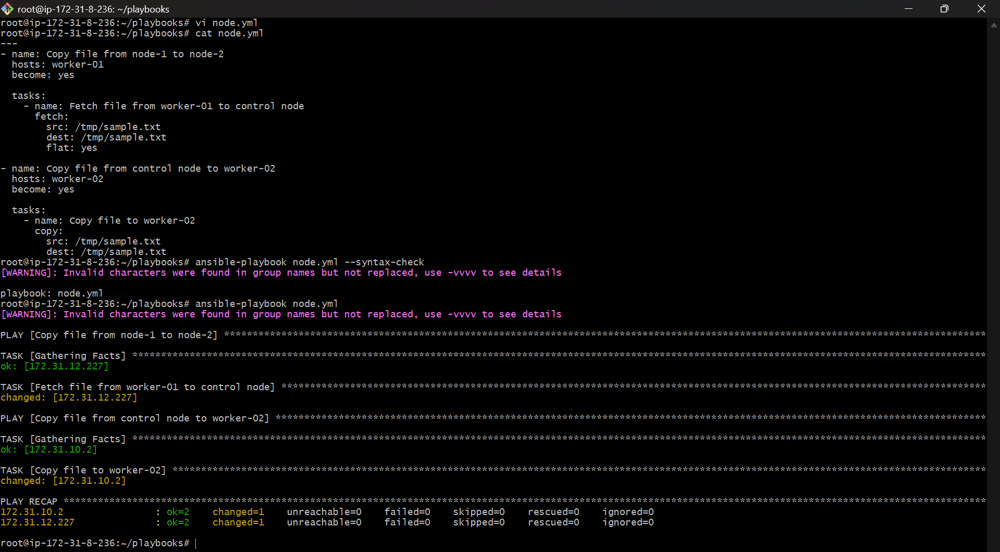 root@ip-172-31-8-236: ~/playbooks
root@ip-172-31-8-236:~/playbooks# vi node.yml
root@ip-172-31-8-236:~/playbooks# cat node.yml
---
- name: Copy file from node-1 to node-2
  hosts: worker-01
  become: yes

  tasks:
    - name: Fetch file from worker-01 to control node
      fetch:
        src: /tmp/sample.txt
        dest: /tmp/sample.txt
        flat: yes

- name: Copy file from control node to worker-02
  hosts: worker-02
  become: yes

  tasks:
    - name: Copy file to worker-02
      copy:
        src: /tmp/sample.txt
        dest: /tmp/sample.txt
root@ip-172-31-8-236:~/playbooks# ansible-playbook node.yml --syntax-check
[WARNING]: Invalid characters were found in group names but not replaced, use -vvvv to see details

playbook: node.yml
root@ip-172-31-8-236:~/playbooks# ansible-playbook node.yml
[WARNING]: Invalid characters were found in group names but not replaced, use -vvvv to see details

PLAY [Copy file from node-1 to node-2] *************************************************************************************************************************************

TASK [Gathering Facts] *****************************************************************************************************************************************************
ok: [172.31.12.227]

TASK [Fetch file from worker-01 to control node] ***************************************************************************************************************************
changed: [172.31.12.227]

PLAY [Copy file from control node to worker-02] ****************************************************************************************************************************

TASK [Gathering Facts] *****************************************************************************************************************************************************
ok: [172.31.10.2]

TASK [Copy file to worker-02] **********************************************************************************************************************************************
changed: [172.31.10.2]

PLAY RECAP *****************************************************************************************************************************************************************
172.31.10.2                : ok=2    changed=1    unreachable=0    failed=0    skipped=0    rescued=0    ignored=0
172.31.12.227              : ok=2    changed=1    unreachable=0    failed=0    skipped=0    rescued=0    ignored=0

root@ip-172-31-8-236:~/playbooks#